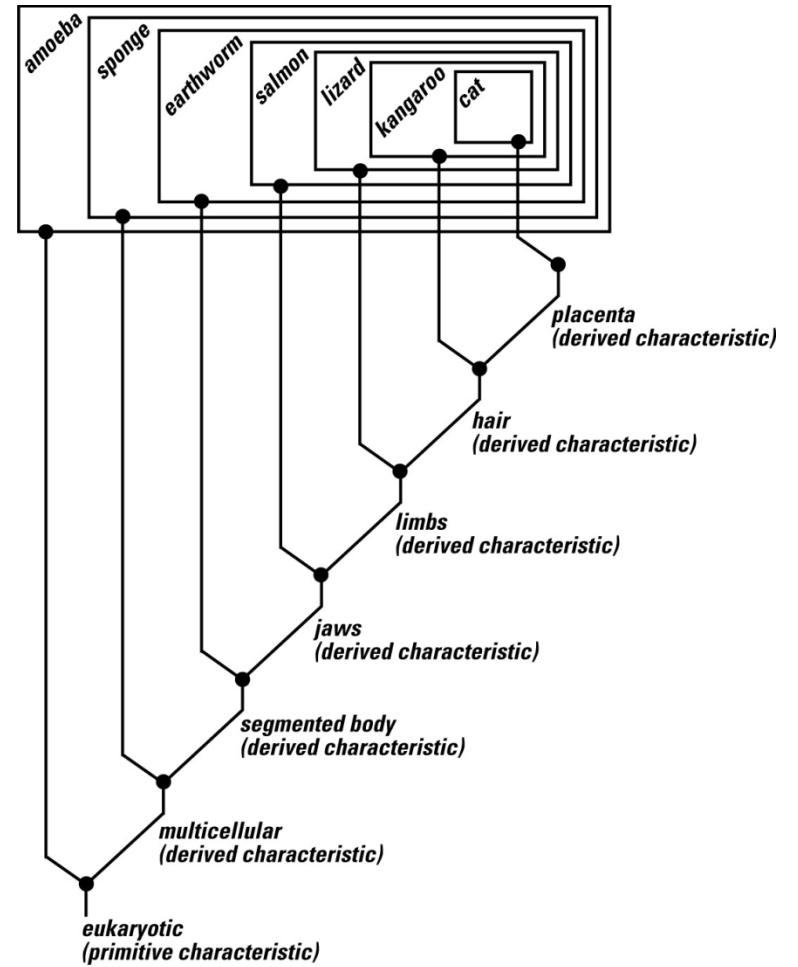 amoeba
sponge
earthworm
salmon
lizard
kangaroo
cat
placenta
(derived characteristic)
hair
(derived characteristic)
limbs
(derived characteristic)
jaws
(derived characteristic)
segmented body
(derived characteristic)
multicellular
(derived characteristic)
eukaryotic
(primitive characteristic)